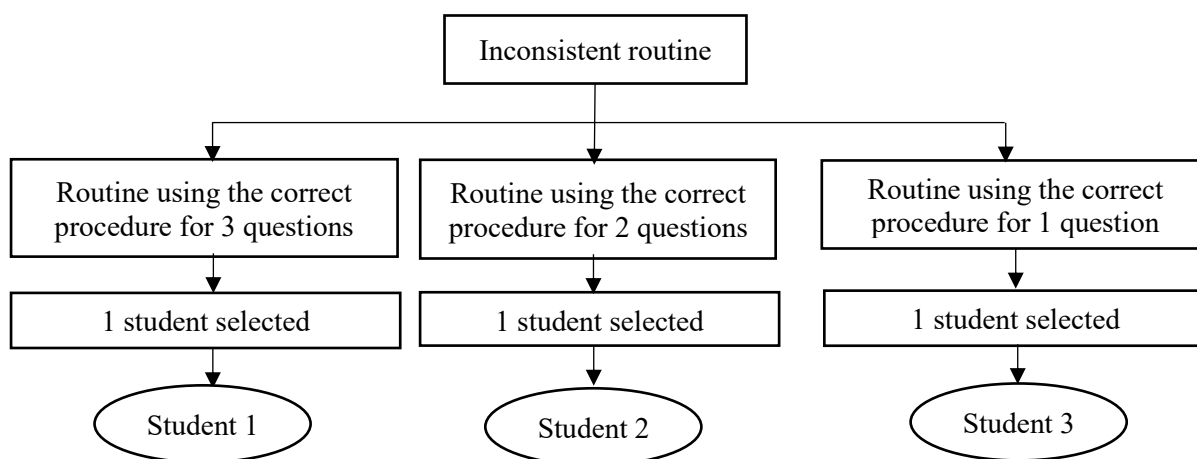 Inconsistent routine
Routine using the correct
procedure for 3 questions
Routine using the correct
procedure for 2 questions
Routine using the correct
procedure for 1 question
1 student selected
1 student selected
1 student selected
Student 1
Student 2
Student 3